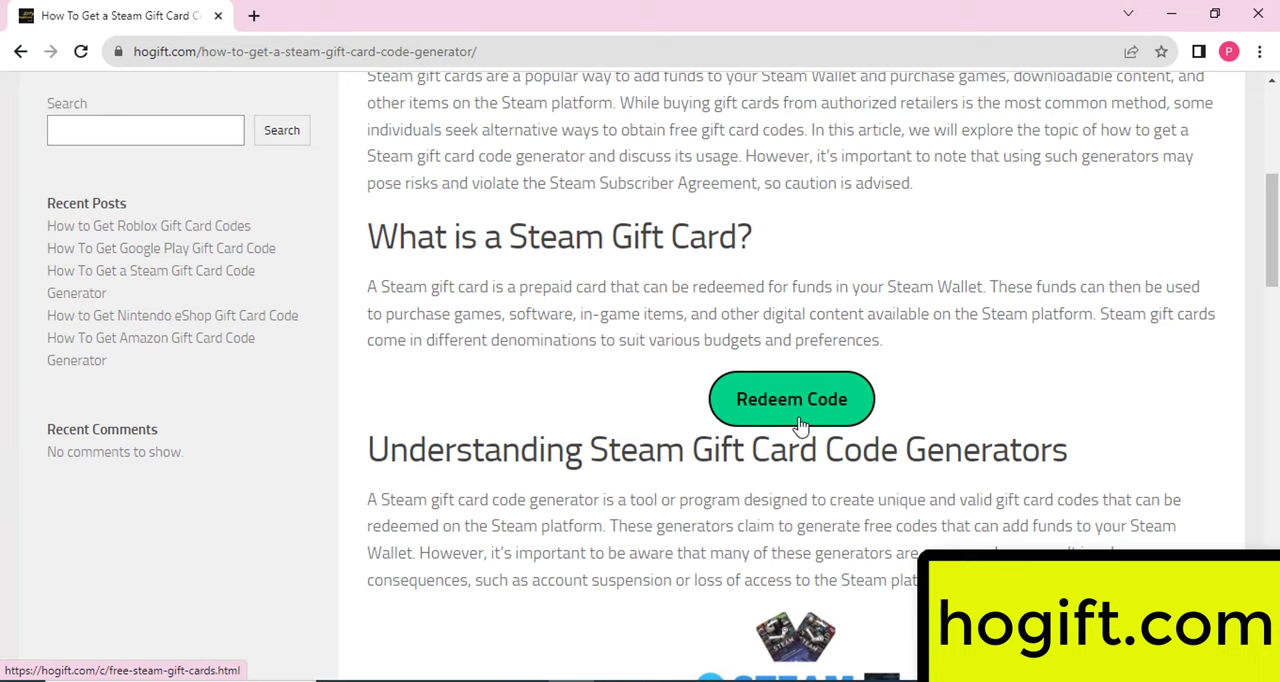 How To Get a Steam Gift Card C
hogift.com/how-to-get-a-steam-gift-card-code-generator/
P
Search
Search
Recent Posts
How to Get Roblox Gift Card Codes
How To Get Google Play Gift Card Code
How To Get a Steam Gift Card Code
Generator
How to Get Nintendo eShop Gift Card Code
How To Get Amazon Gift Card Code
Generator
Recent Comments
No comments to show.
Steam gift cards are a popular way to add funds to your Steam Wallet and purchase games, downloadable content, and
other items on the Steam platform. While buying gift cards from authorized retailers is the most common method, some
individuals seek alternative ways to obtain free gift card codes. In this article, we will explore the topic of how to get a
Steam gift card code generator and discuss its usage. However, it's important to note that using such generators may
pose risks and violate the Steam Subscriber Agreement, so caution is advised.
What is a Steam Gift Card?
A Steam gift card is a prepaid card that can be redeemed for funds in your Steam Wallet. These funds can then be used
to purchase games, software, in-game items, and other digital content available on the Steam platform. Steam gift cards
come in different denominations to suit various budgets and preferences.
Redeem Code
Understanding Steam Gift Card Code Generators
A Steam gift card code generator is a tool or program designed to create unique and valid gift card codes that can be
redeemed on the Steam platform. These generators claim to generate free codes that can add funds to your Steam
Wallet. However, it's important to be aware that many of these generators are
consequences, such as account suspension or loss of access to the Steam plat
STEAM
hogift.com
https://hogift.com/c/free-steam-gift-cards.html